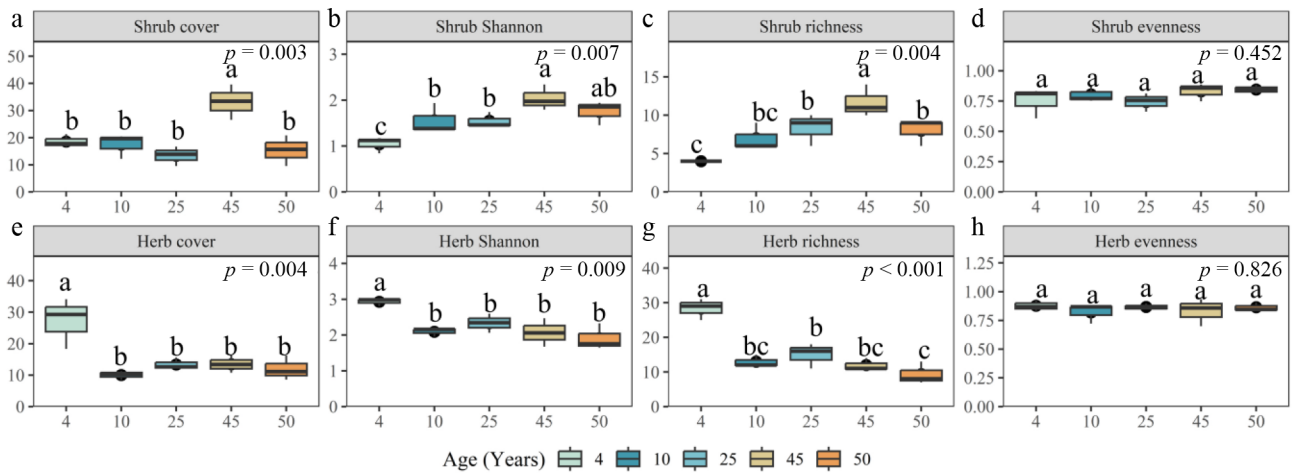 a b c d
Shrub cover Shrub Shannon Shrub richness Shrub evenness
p = 0.003 p = 0.007 p = 0.004 p = 0.452
50 40 30 20 10 0
b b b a b
4 10 25 45 50
3 2 1 0
c b b a ab
4 10 25 45 50
15 10 5 0
c bc b a b
4 10 25 45 50
1.00 0.75 0.50 0.25 0.00
a a a a a
4 10 25 45 50
e f g h
Herb cover Herb Shannon Herb richness Herb evenness
p = 0.004 p = 0.009 p < 0.001 p = 0.826
40 30 20 10 0
a b b b b
4 10 25 45 50
4 3 2 1 0
a b b b b
4 10 25 45 50
40 30 20 10 0
a bc b bc c
4 10 25 45 50
1.25 1.00 0.75 0.50 0.25 0.00
a a a a a
4 10 25 45 50
Age (Years) 4 10 25 45 50